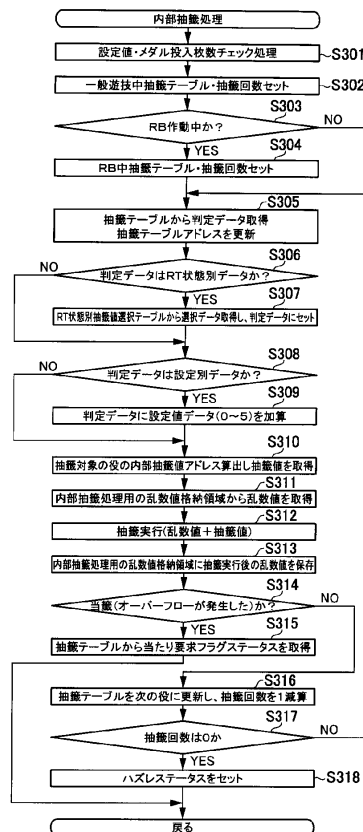 内部抽籤処理
設定値・メダル投入枚数チェック処理
S301
一般遊技中抽籤テーブル・抽籤回数セット
S302
S303
RB作動中か?
NO
YES
S304
RB中抽籤テーブル・抽籤回数セット
S305
抽籤テーブルから判定データ取得
抽籤テーブルアドレスを更新
S306
NO
判定データはRT状態別データか?
YES
S307
RT状態別抽籤値選択テーブルから選択データ取得し、判定データにセット
S308
NO
判定データは設定別データか?
YES
S309
判定データに設定値データ(0~5)を加算
S310
抽籤対象の役の内部抽籤値アドレス算出し抽籤値を取得
S311
内部抽籤処理用の乱数値格納領域から乱数値を取得
S312
抽籤実行(乱数値+抽籤値)
S313
内部抽籤処理用の乱数値格納領域に抽籤実行後の乱数値を保存
S314
当籤(オーバーフローが発生した)か?
NO
YES
S315
抽籤テーブルから当たり要求フラグステータスを取得
S316
抽籤テーブルを次の役に更新し、抽籤回数を1減算
S317
抽籤回数は0か
NO
YES
ハズレステータスをセット
S318
戻る